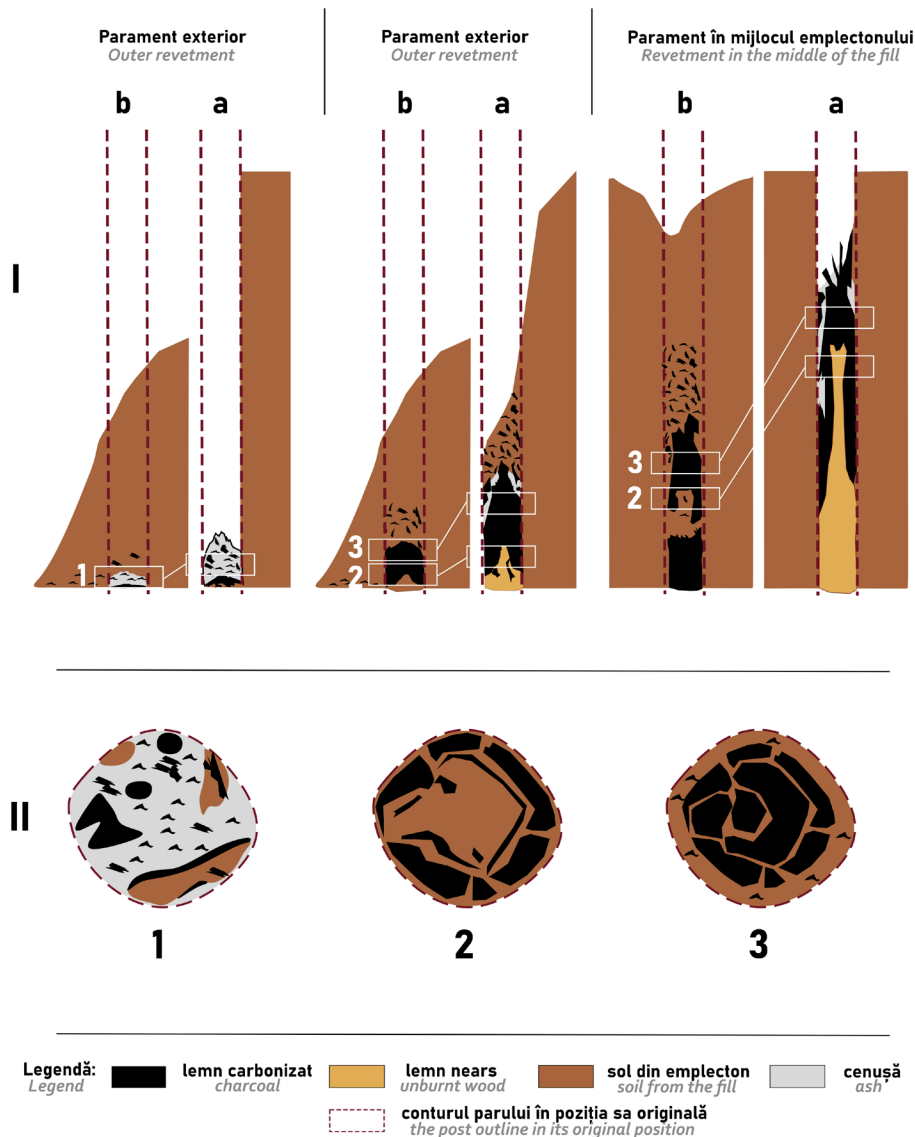 Parament exterior
Outer revetment
Parament exterior
Outer revetment
Parament în mijlocul emplectonului
Revetment in the middle of the fill
b
a
b
a
b
a
I
1
3
2
3
2
II
1
2
3
Legendă:
Legend
lemn carbonizat
charcoal
lemn nears
unburnt wood
sol din emplecton
soil from the fill
cenușă
ash
conturul parului în poziția sa originală
the post outline in its original position